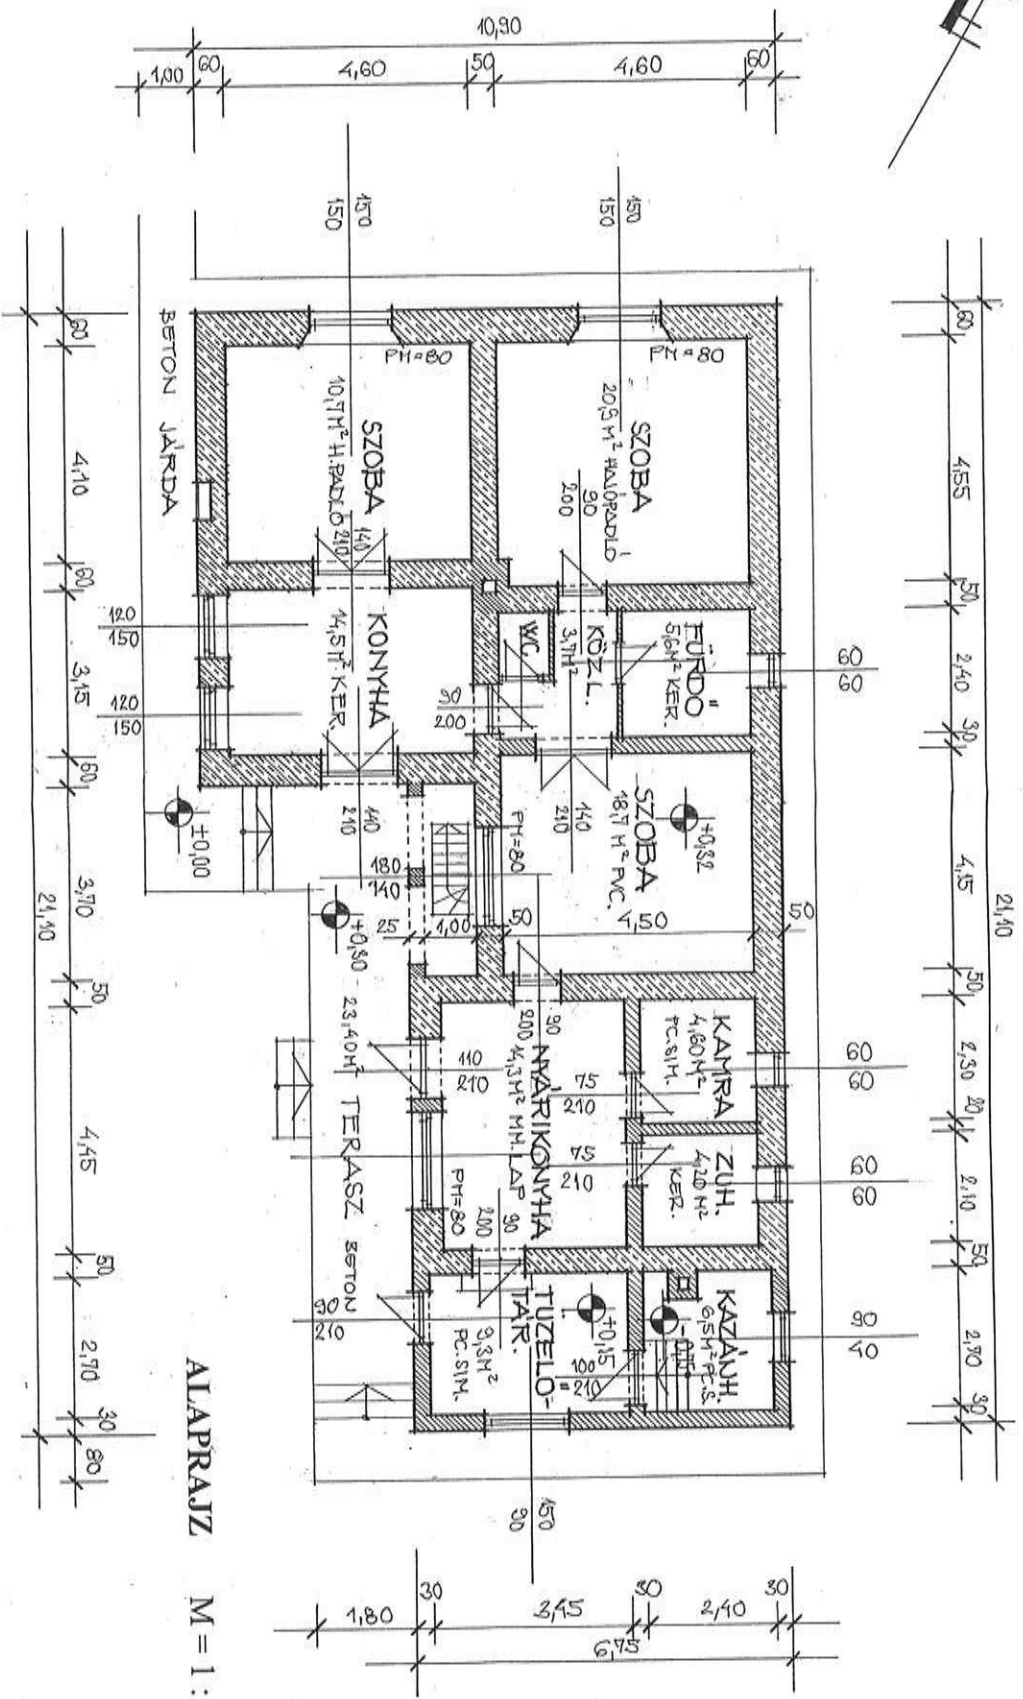 10,90
1,00 60 4,60 50 4,60 60
150
150
150
150
PM=80
PM=80
BETON JÁRDA
SZOBA
10,7M² H.PADLÓ
SZOBA
20,9 M² HAJÓPADLÓ
140
210
90
200
KONYHA
14,5M² KER.
WC
KÖZL.
3,7M²
FÜRDŐ
5,6M² KER.
120
150
120
150
90
200
60
60
140
210
140
210
SZOBA
18,7 M² PVC.
+0,32
±0,00
PM=80
180
140
25 1,00 50 4,50 50
+0,30
23,40M² TERASZ BETON
90
200
NYÁRIKONYHA
14,3M² MM.LAP
110
210
75
210
75
210
PM=80
KAMRA
4,60M²
PC.SIM.
60
60
ZUH.
4,20 M²
KER.
60
60
90
200
TÜZELŐ-
TÁR.
9,3M²
PC.SIM.
+0,15
90
210
100
210
KAZÁNH.
6,5M² PC.S.
-0,75
90
40
150
90
60 4,10 60 3,15 60 3,70 50 4,45 50 2,70 30 80
21,10
60 4,55 50 2,40 30 4,15 50 2,30 20 2,10 50 2,70 30
21,10
1,80 30 3,45 30 2,40 30
6,75
ALAPRAJZ M = 1: